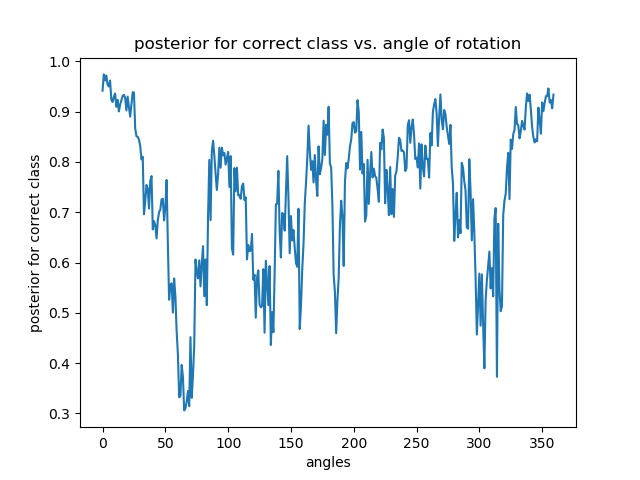 posterior for correct class vs. angle of rotation
posterior for correct class
1.0
0.9
0.8
0.7
0.6
0.5
0.4
0.3
0 50 100 150 200 250 300 350
angles